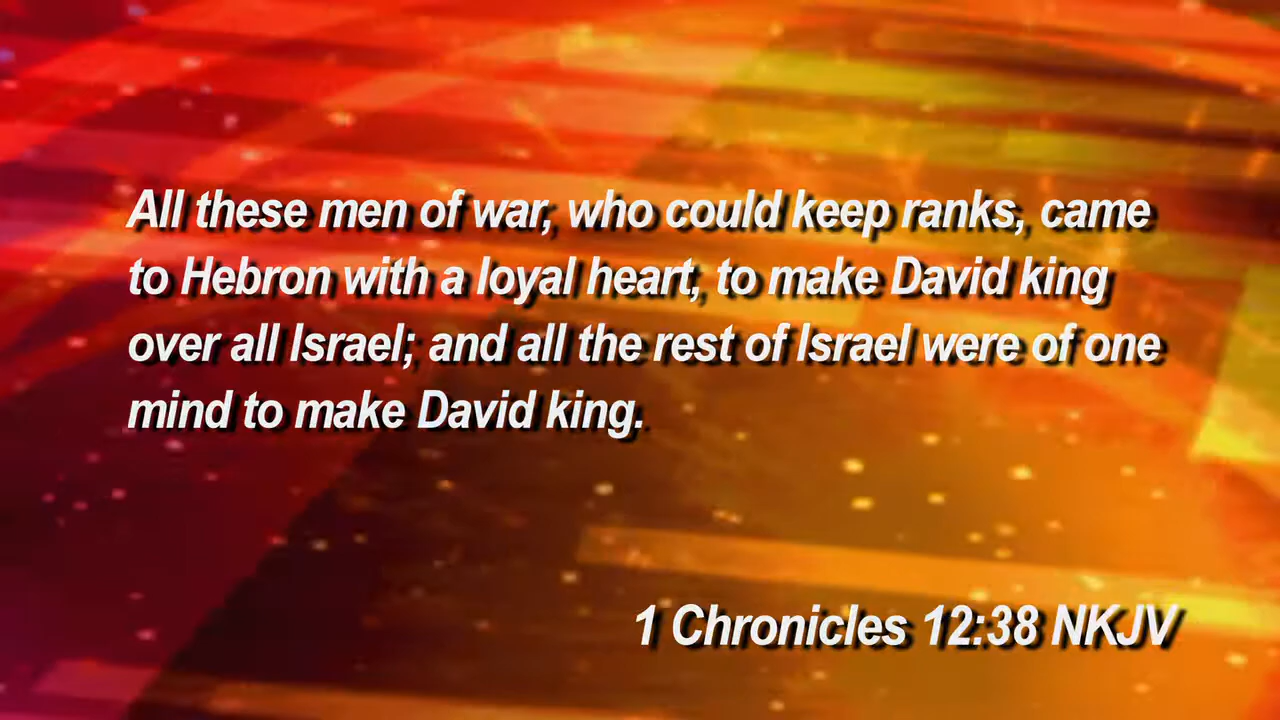 All these men of war, who could keep ranks, came
to Hebron with a loyal heart, to make David king
over all Israel; and all the rest of Israel were of one
mind to make David king.
1 Chronicles 12:38 NKJV